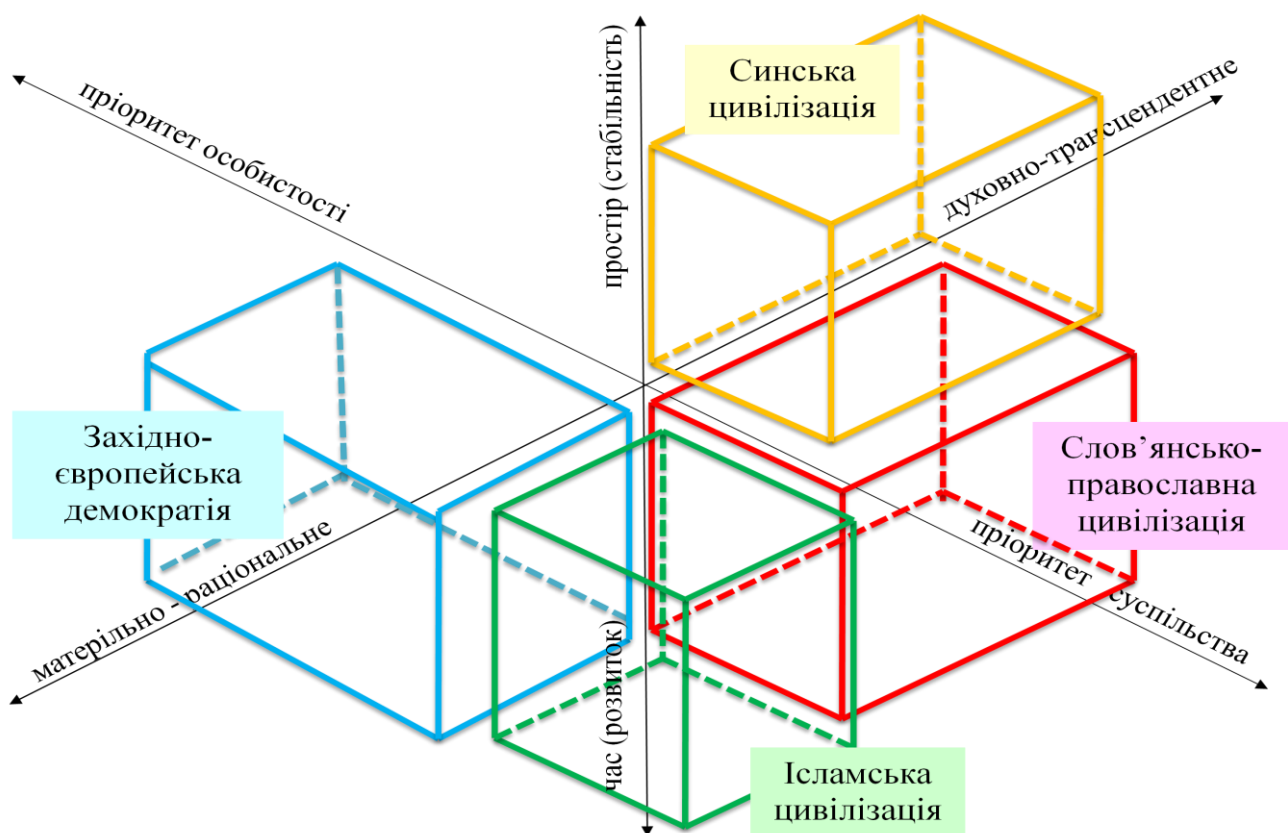 Синська
цивілізація
пріоритет особистості
простір (стабільність)
духовно-трансцендентне
Західно-
європейська
демократія
Слов’янсько-
православна
цивілізація
матерільно - раціональне
час (розвиток)
пріоритет суспільства
Ісламська
цивілізація